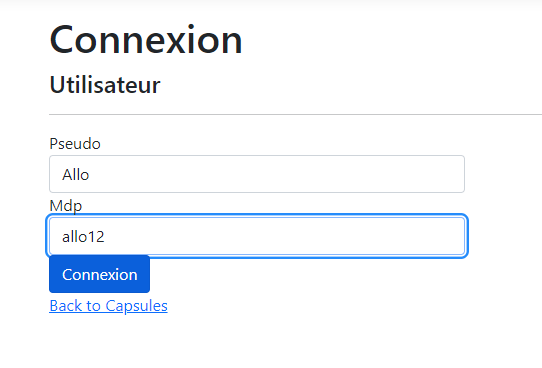 Connexion
Utilisateur
Pseudo
Allo
Mdp
allo12
Connexion
Back to Capsules